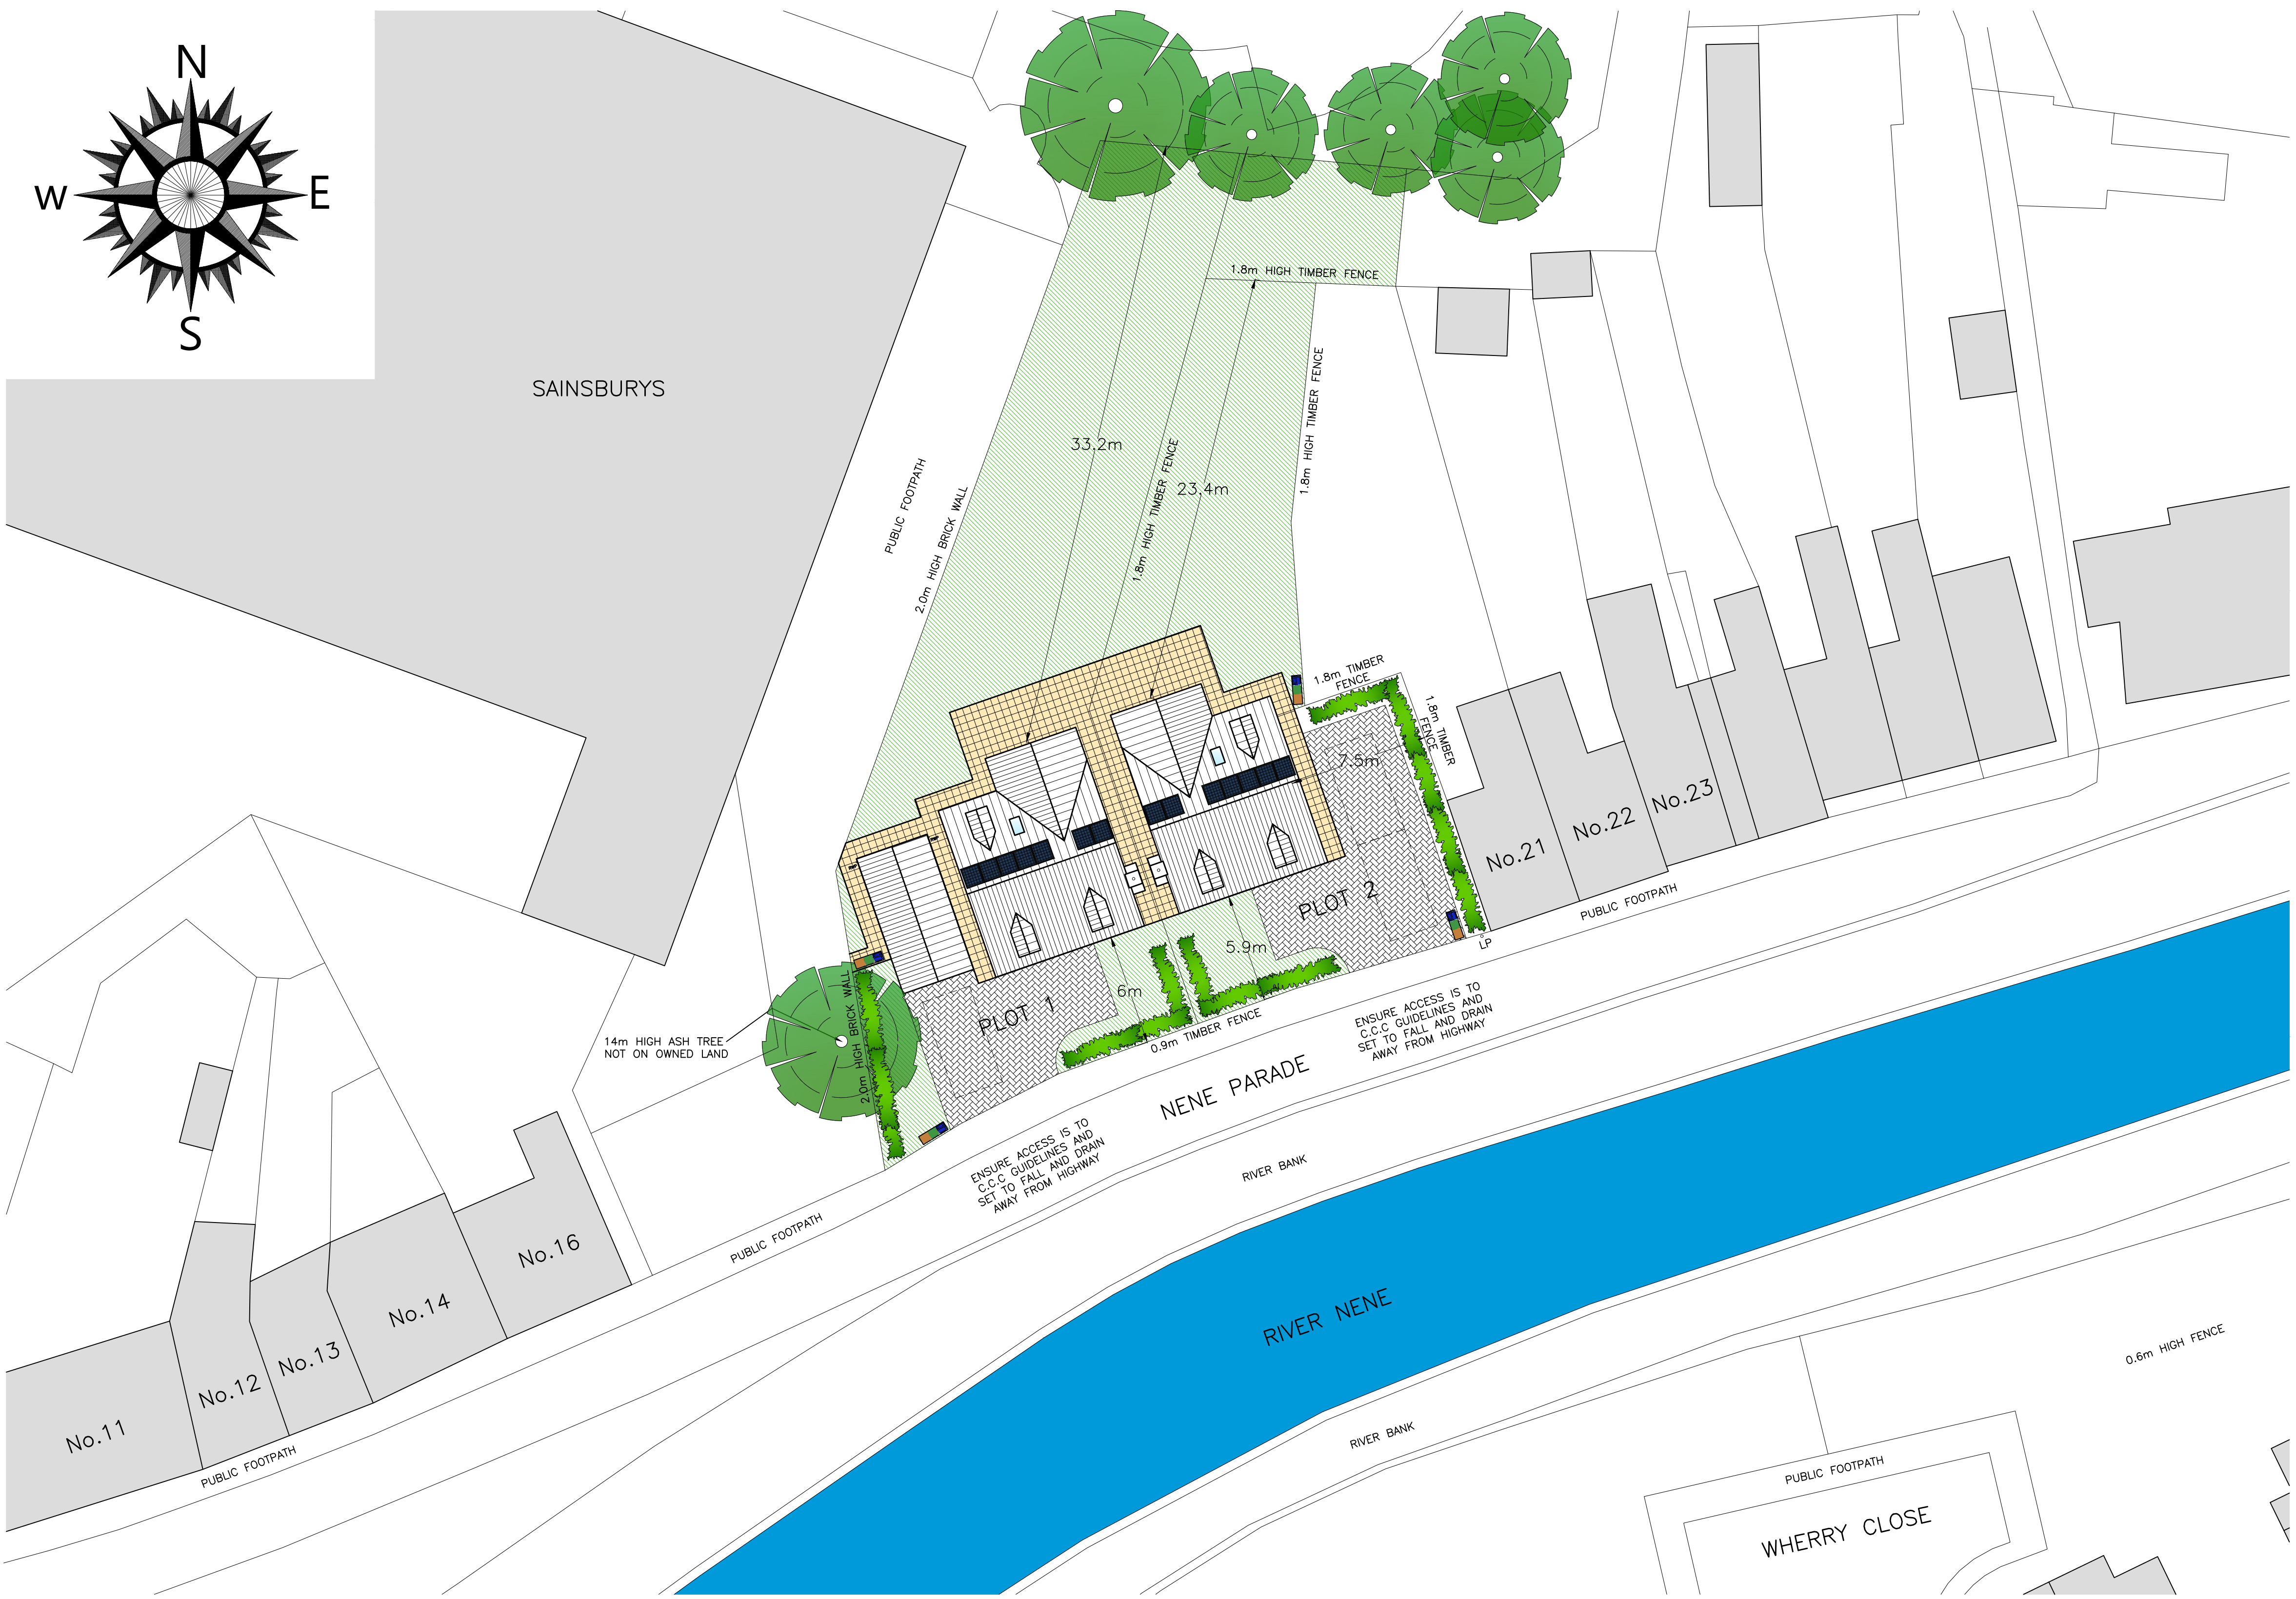 N
W
E
S
SAINSBURYS
1.8m HIGH TIMBER FENCE
33.2m
23.4m
PUBLIC FOOTPATH
2.0m HIGH BRICK WALL
1.8m HIGH TIMBER FENCE
1.8m HIGH TIMBER FENCE
1.8m TIMBER
FENCE
1.8m TIMBER
FENCE
7.5m
PLOT 2
5.9m
6m
PLOT 1
No.21
No.22
No.23
LP
PUBLIC FOOTPATH
14m HIGH ASH TREE
NOT ON OWNED LAND
2.0m HIGH BRICK WALL
0.9m TIMBER FENCE
ENSURE ACCESS IS TO
C.C.C GUIDELINES AND
SET TO FALL AND DRAIN
AWAY FROM HIGHWAY
NENE PARADE
ENSURE ACCESS IS TO
C.C.C GUIDELINES AND
SET TO FALL AND DRAIN
AWAY FROM HIGHWAY
RIVER BANK
PUBLIC FOOTPATH
No.16
No.14
No.13
No.12
No.11
PUBLIC FOOTPATH
RIVER NENE
RIVER BANK
0.6m HIGH FENCE
PUBLIC FOOTPATH
WHERRY CLOSE